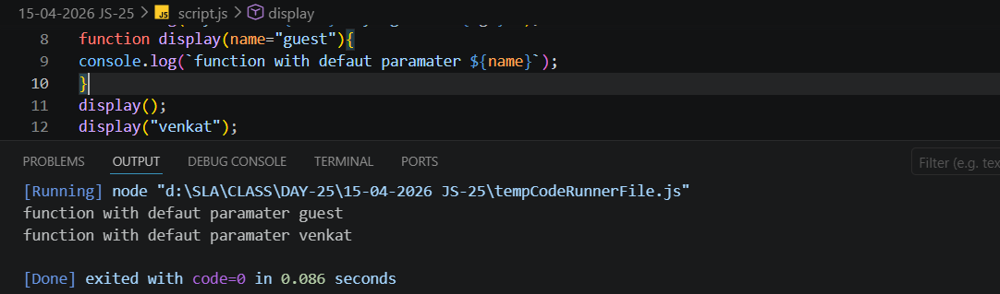 15-04-2026 JS-25 > JS script.js > display
8 function display(name="guest"){
9 console.log(`function with defaut paramater ${name}`);
10 }
11 display();
12 display("venkat");
PROBLEMS OUTPUT DEBUG CONSOLE TERMINAL PORTS Filter (e.g. tex
[Running] node "d:\SLA\CLASS\DAY-25\15-04-2026 JS-25\tempCodeRunnerFile.js"
function with defaut paramater guest
function with defaut paramater venkat
[Done] exited with code=0 in 0.086 seconds